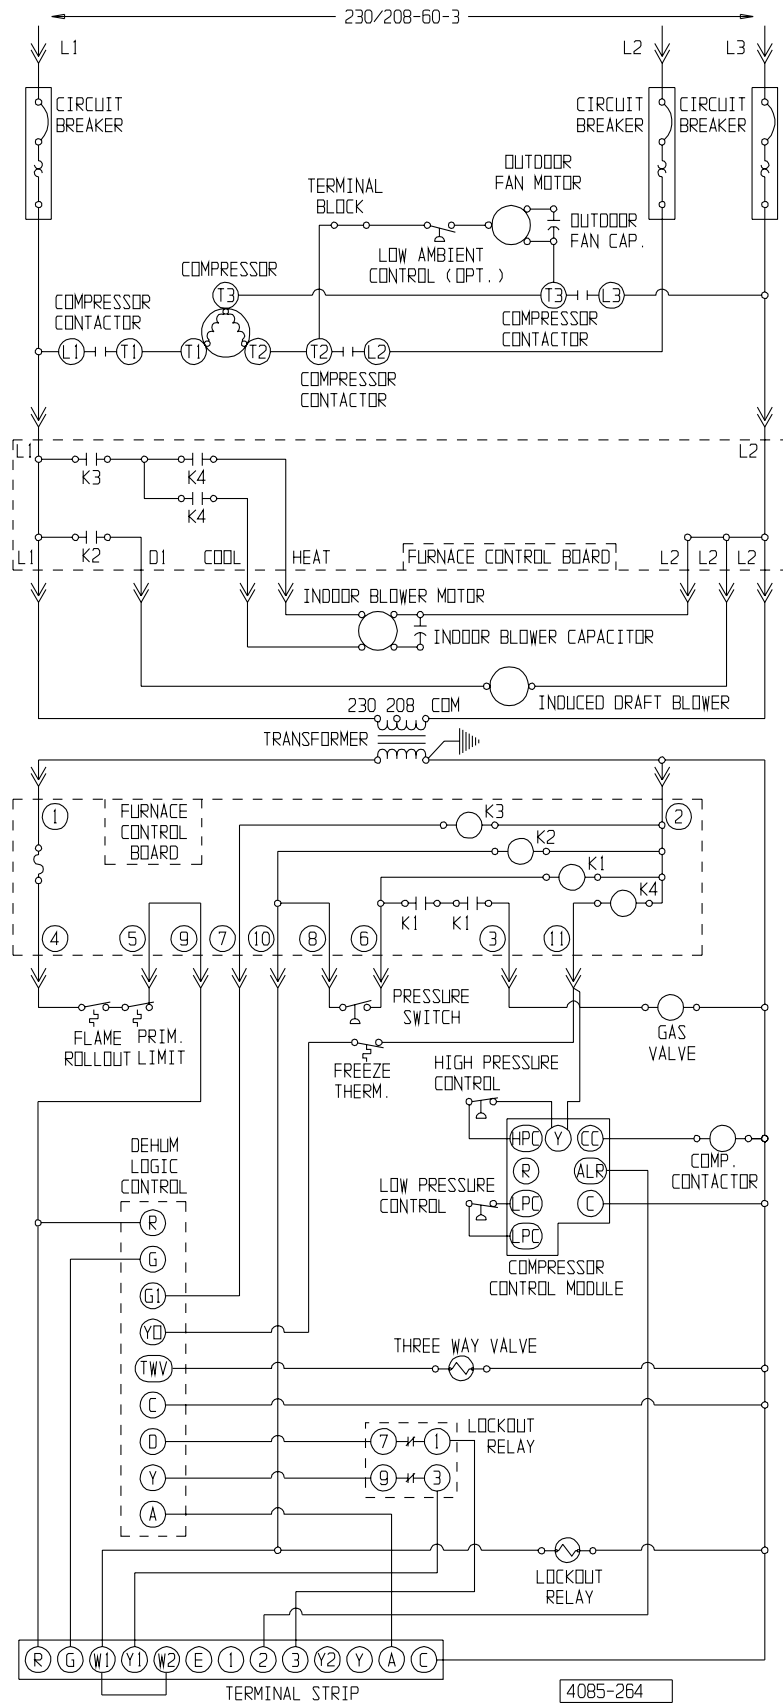 230/208-60-3
L1
L2
L3
CIRCUIT
BREAKER
CIRCUIT
BREAKER
CIRCUIT
BREAKER
OUTDOOR
FAN MOTOR
TERMINAL
BLOCK
OUTDOOR
FAN CAP.
LOW AMBIENT
CONTROL (OPT.)
COMPRESSOR
T3
T3
L3
COMPRESSOR
CONTACTOR
COMPRESSOR
CONTACTOR
L1
T1
T1
T2
T2
L2
COMPRESSOR
CONTACTOR
L1
L2
K3
K4
K4
L1
K2
D1
COOL
HEAT
FURNACE CONTROL BOARD
L2
L2
L2
INDOOR BLOWER MOTOR
INDOOR BLOWER CAPACITOR
INDUCED DRAFT BLOWER
230 208 COM
TRANSFORMER
1
FURNACE
CONTROL
BOARD
K3
2
K2
K1
K4
K1
K1
4
5
9
7
10
8
6
3
11
FLAME
ROLLOUT
PRIM.
LIMIT
PRESSURE
SWITCH
GAS
VALVE
FREEZE
THERM.
HIGH PRESSURE
CONTROL
HPC
Y
CC
COMP.
CONTACTOR
R
ALR
LOW PRESSURE
CONTROL
LPC
C
LPC
COMPRESSOR
CONTROL MODULE
DEHUM
LOGIC
CONTROL
R
G
G1
YO
TWV
THREE WAY VALVE
C
D
7
1
LOCKOUT
RELAY
Y
9
3
A
LOCKOUT
RELAY
R
G
W1
Y1
W2
E
1
2
3
Y2
Y
A
C
TERMINAL STRIP
4085-264